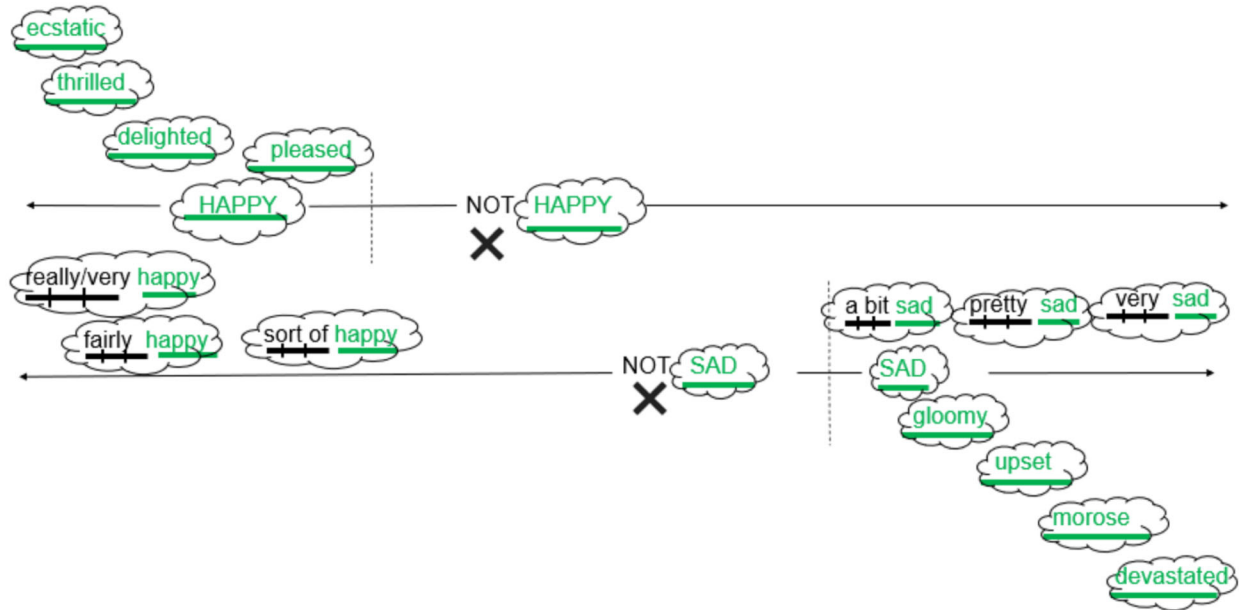 ecstatic
thrilled
delighted
pleased
HAPPY
NOT HAPPY
really/very happy
fairly happy
sort of happy
a bit sad
pretty sad
very sad
NOT SAD
SAD
gloomy
upset
morose
devastated